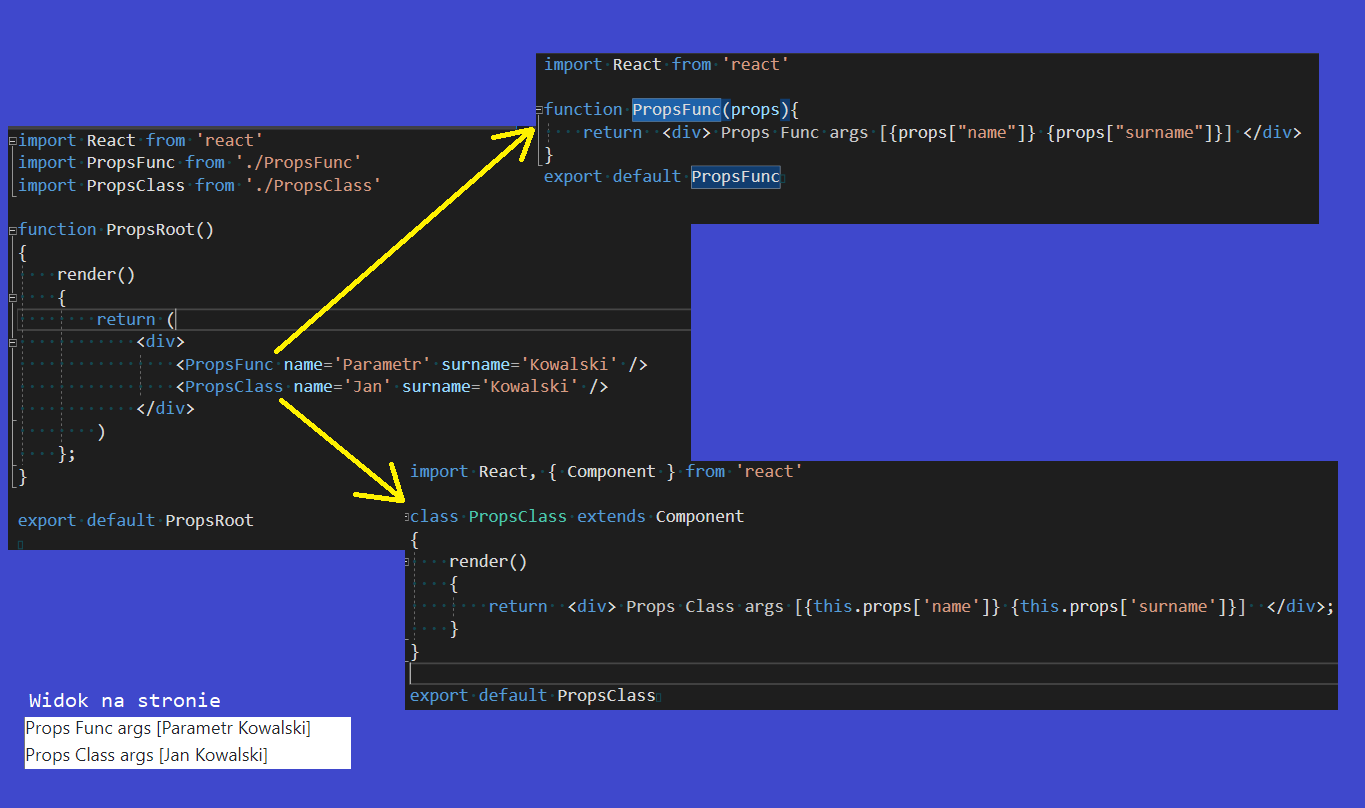 import React from 'react'
import PropsFunc from './PropsFunc'
import PropsClass from './PropsClass'
function PropsRoot()
{
render()
{
return (
<div>
<PropsFunc name='Parametr' surname='Kowalski' />
<PropsClass name='Jan' surname='Kowalski' />
</div>
)
};
}
export default PropsRoot
import React from 'react'
function PropsFunc(props){
return <div> Props Func args [{props["name"]} {props["surname"]}] </div>
}
export default PropsFunc
import React, { Component } from 'react'
class PropsClass extends Component
{
render()
{
return <div> Props Class args [{this.props['name']} {this.props['surname']}] </div>;
}
}
export default PropsClass
Widok na stronie
Props Func args [Parametr Kowalski]
Props Class args [Jan Kowalski]